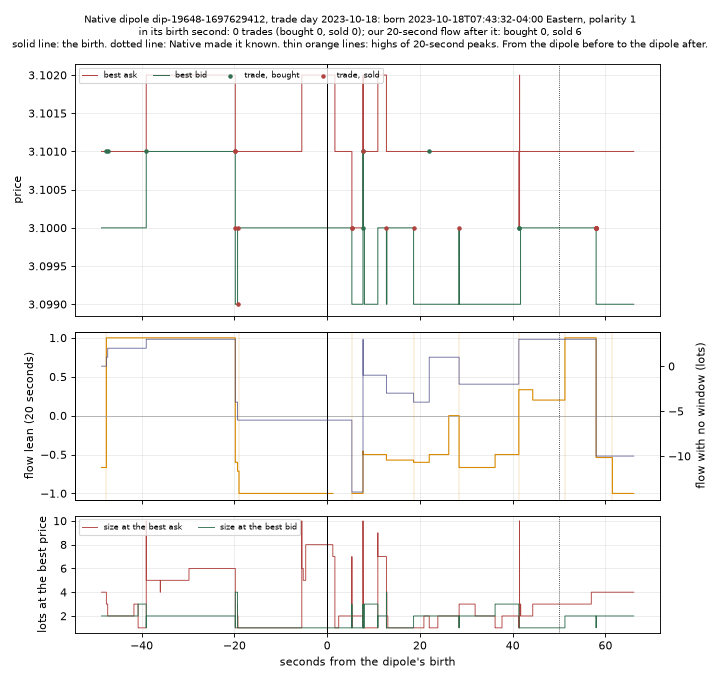 Native dipole dip-19648-1697629412, trade day 2023-10-18: born 2023-10-18T07:43:32-04:00 Eastern, polarity 1
in its birth second: 0 trades (bought 0, sold 0); our 20-second flow after it: bought 0, sold 6
solid line: the birth. dotted line: Native made it known. thin orange lines: highs of 20-second peaks. From the dipole before to the dipole after.
best ask
best bid
trade, bought
trade, sold
3.1020
3.1015
3.1010
3.1005
3.1000
3.0995
3.0990
price
1.0
0.5
0.0
−0.5
−1.0
flow lean (20 seconds)
0
−5
−10
flow with no window (lots)
size at the best ask
size at the best bid
10
8
6
4
2
lots at the best price
−40
−20
0
20
40
60
seconds from the dipole's birth